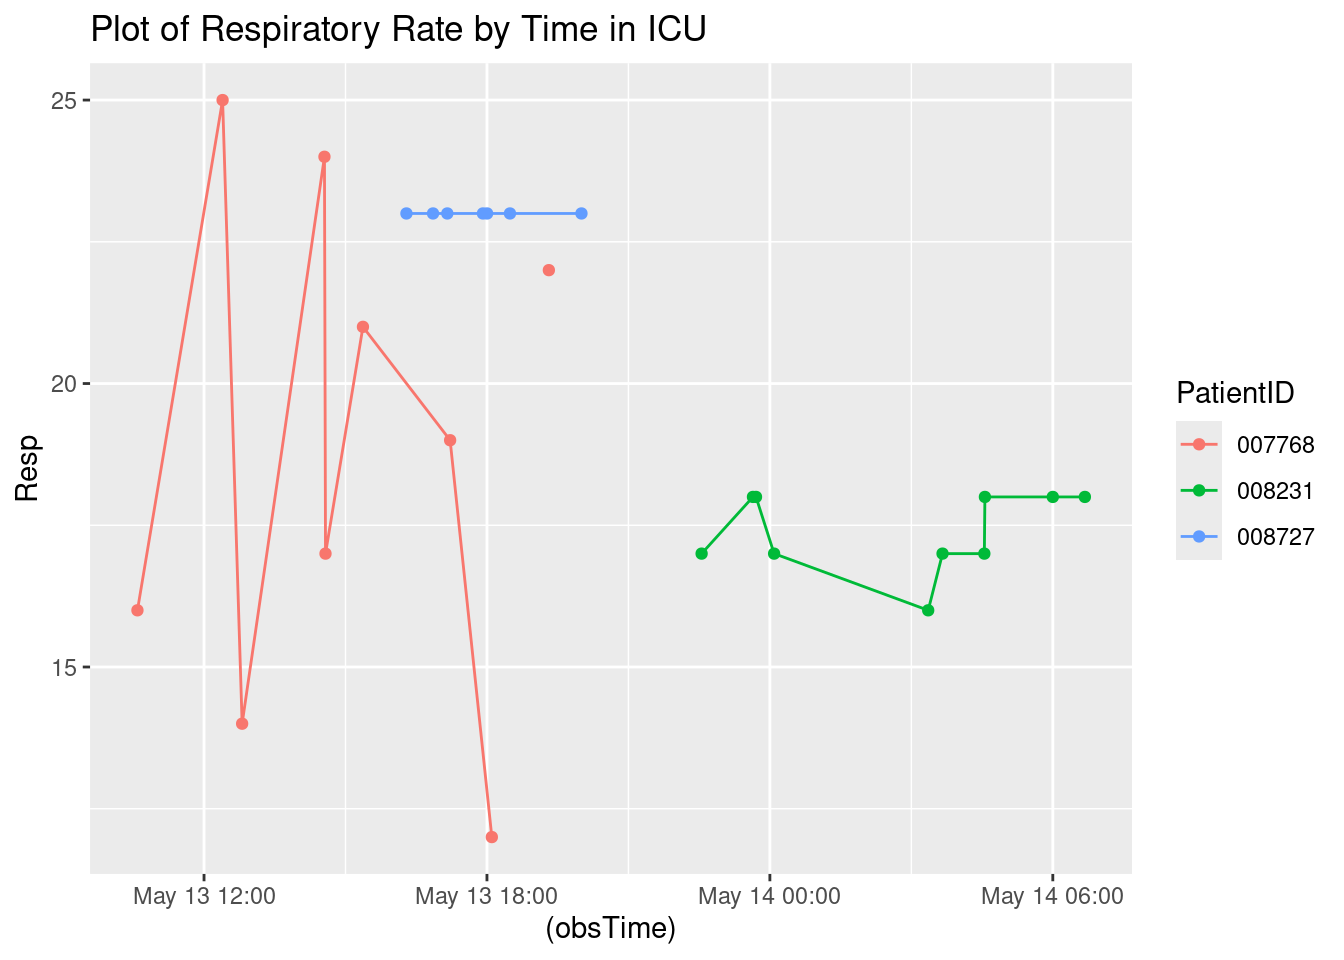 Plot of Respiratory Rate by Time in ICU
25
20
15
Resp
May 13 12:00
May 13 18:00
May 14 00:00
May 14 06:00
(obsTime)
PatientID
007768
008231
008727